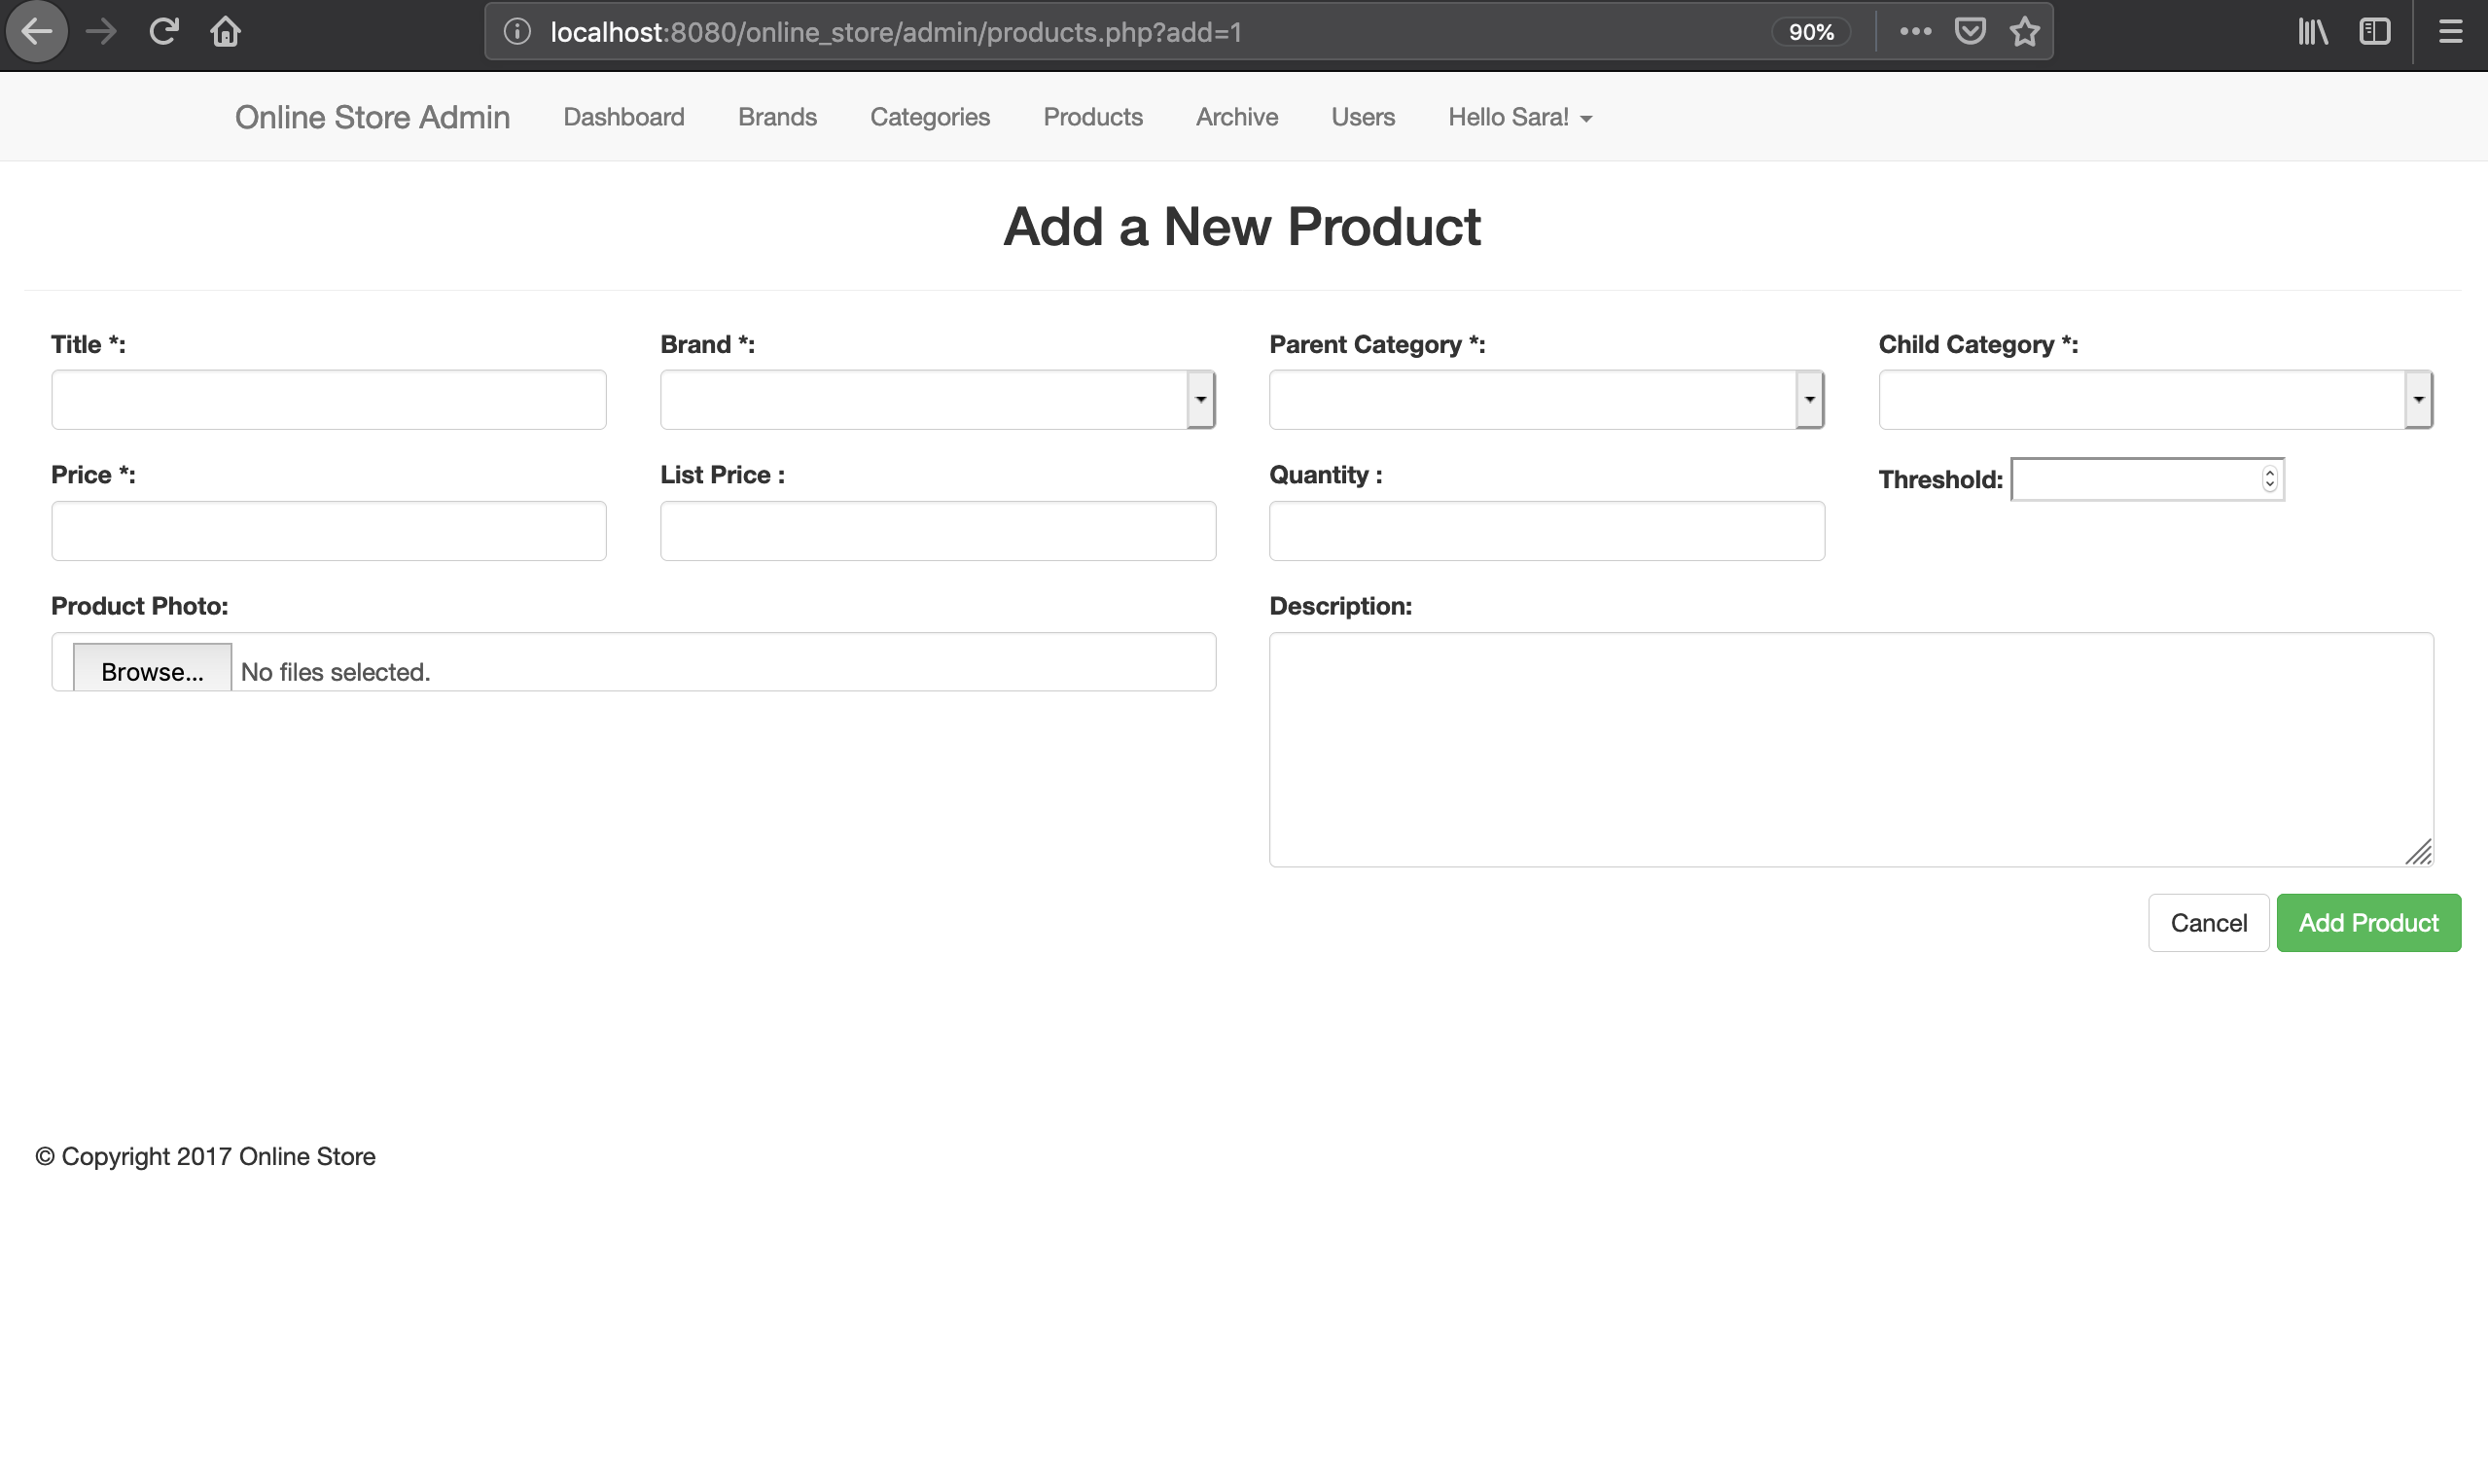 localhost:8080/online_store/admin/products.php?add=1 90%
Online Store Admin Dashboard Brands Categories Products Archive Users Hello Sara!
Add a New Product
Title *: Brand *: Parent Category *: Child Category *:
Price *: List Price : Quantity : Threshold:
Product Photo: Description:
Browse... No files selected.
Cancel Add Product
© Copyright 2017 Online Store